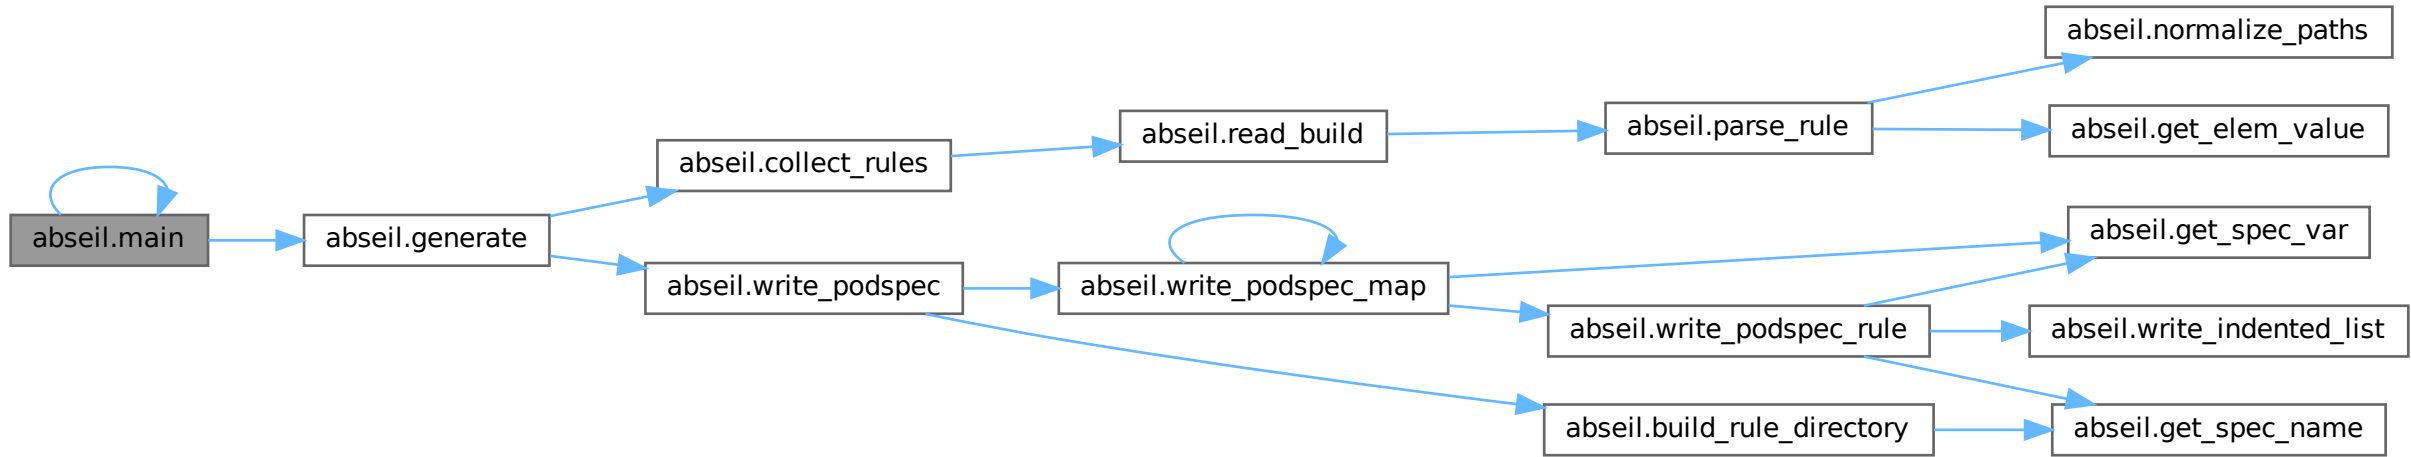 abseil.main
abseil.generate
abseil.collect_rules
abseil.write_podspec
abseil.read_build
abseil.write_podspec_map
abseil.parse_rule
abseil.write_podspec_rule
abseil.build_rule_directory
abseil.normalize_paths
abseil.get_elem_value
abseil.get_spec_var
abseil.write_indented_list
abseil.get_spec_name